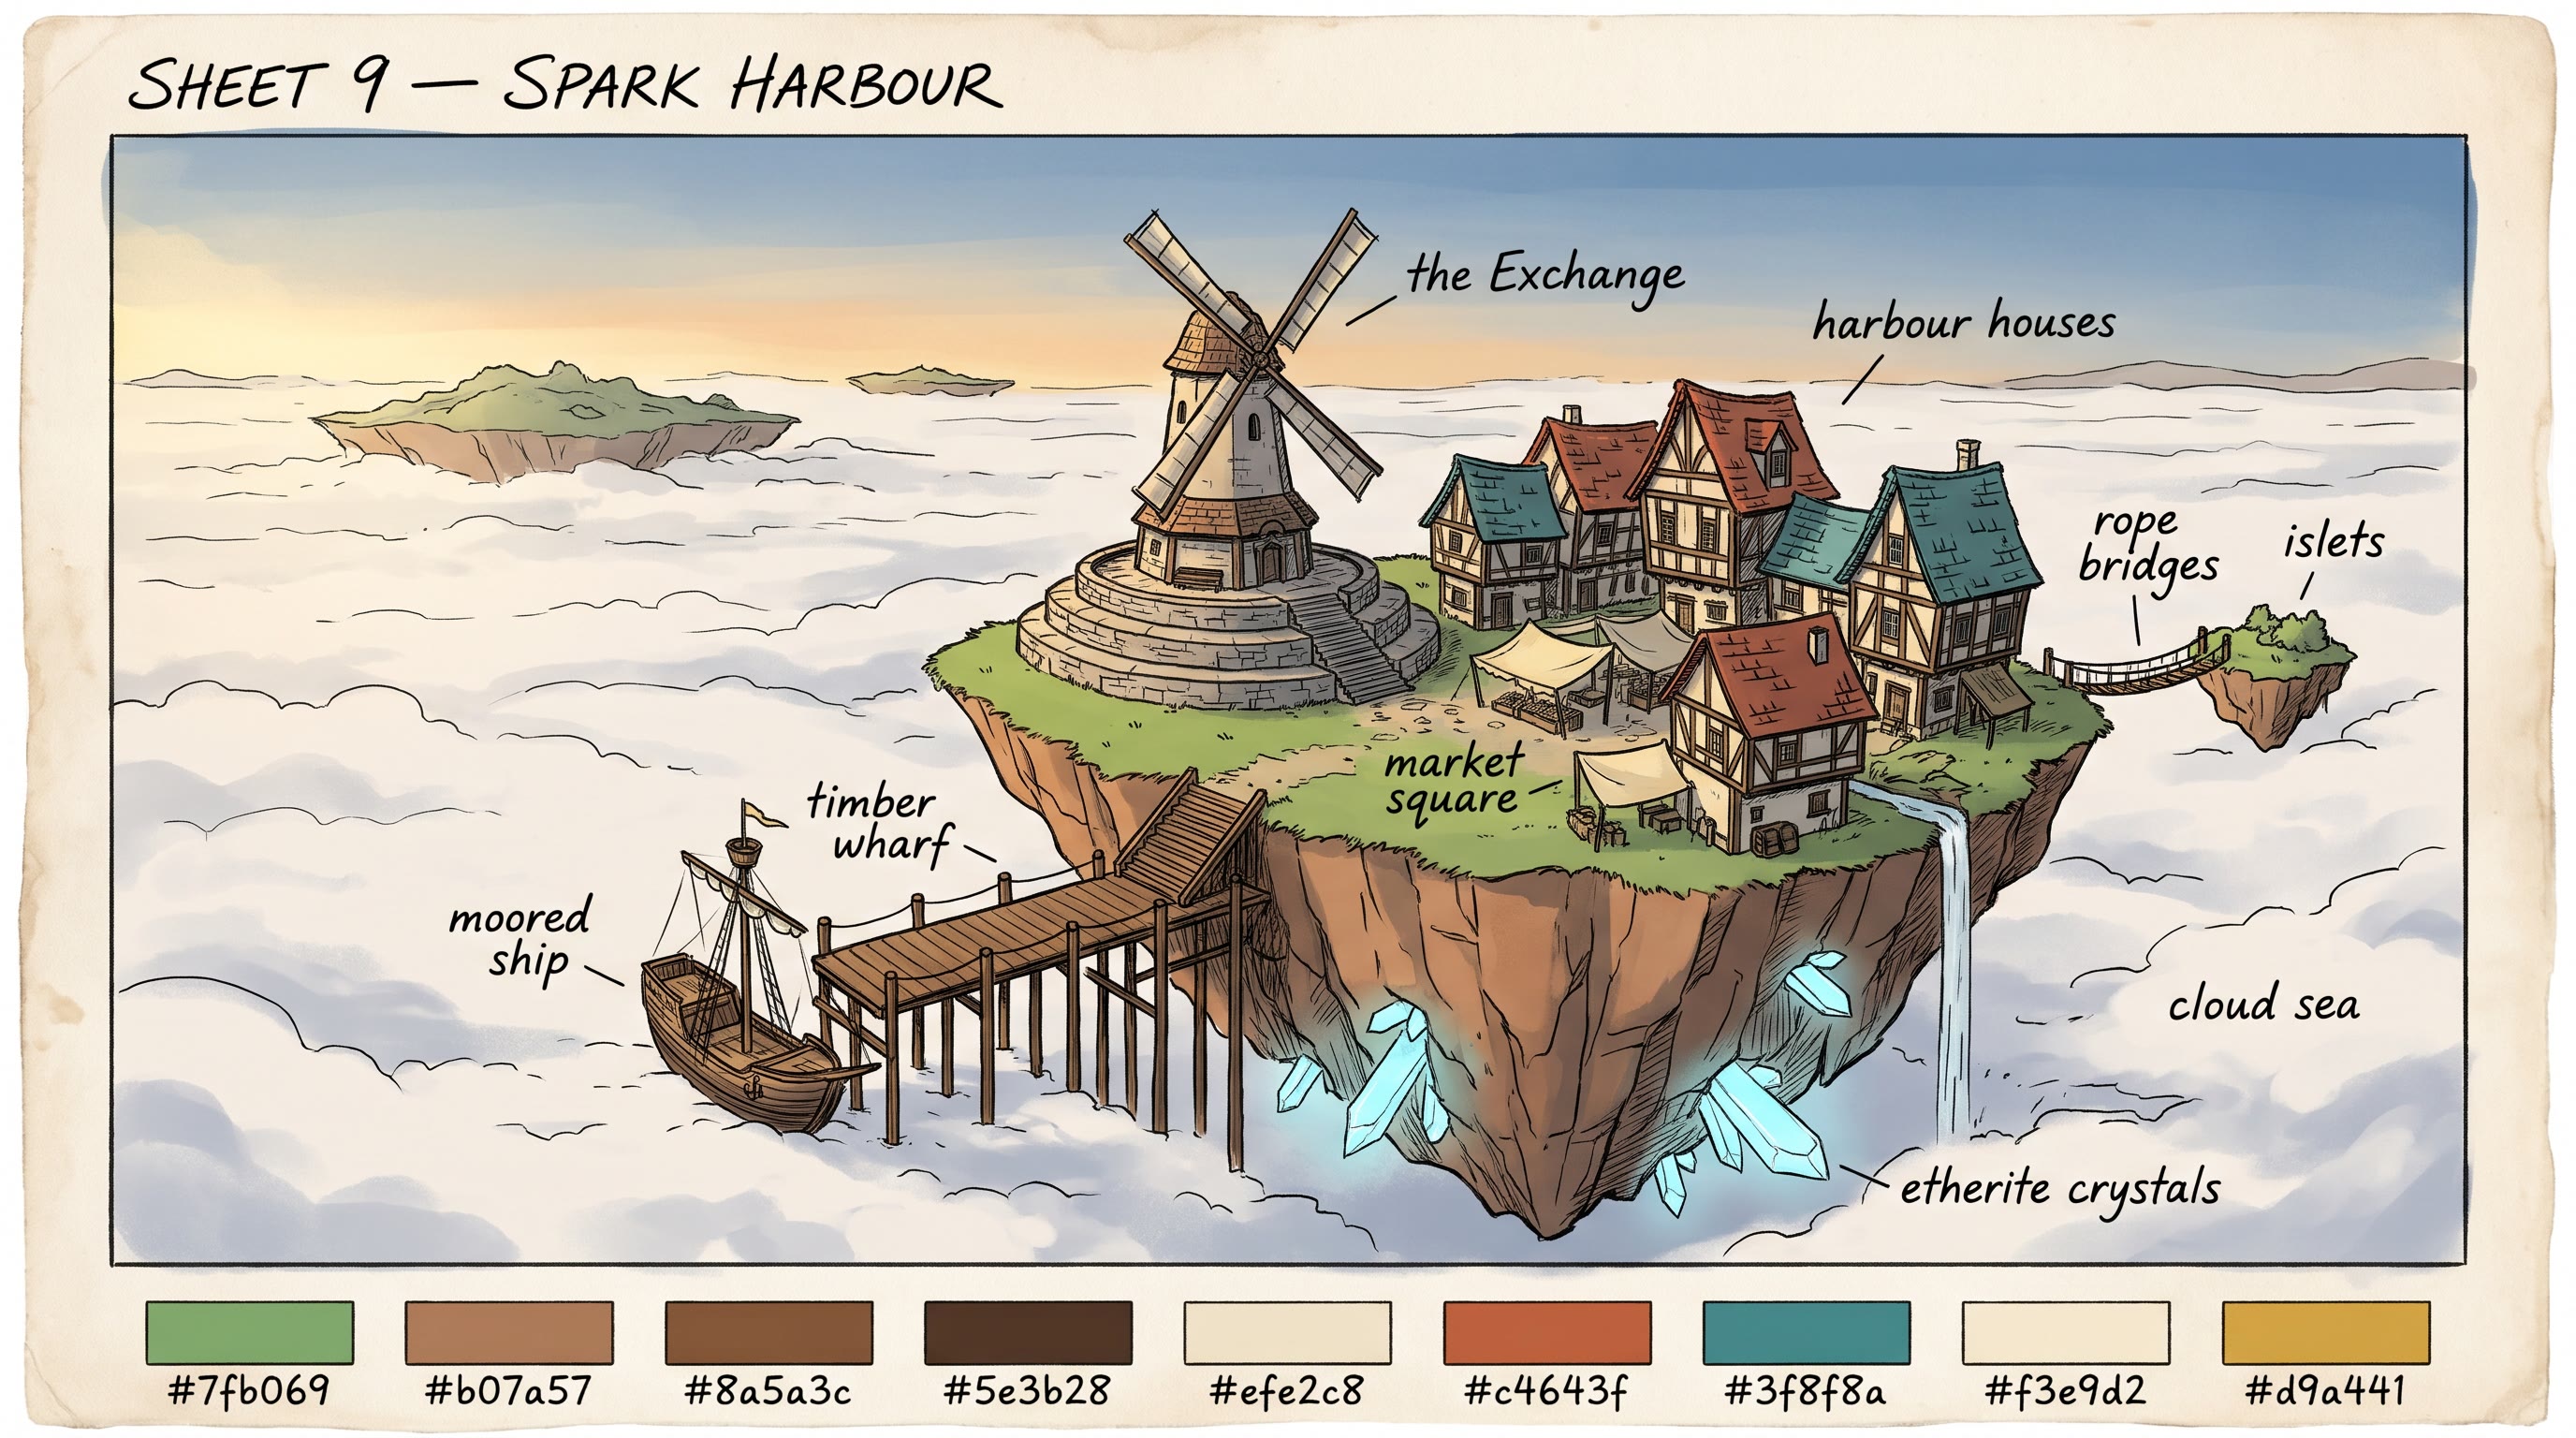 SHEET 9 — SPARK HARBOUR
the Exchange
harbour houses
rope
bridges
islets
market
square
timber
wharf
moored
ship
cloud sea
etherite crystals
#7fb069
#b07a57
#8a5a3c
#5e3b28
#efe2c8
#c4643f
#3f8f8a
#f3e9d2
#d9a441